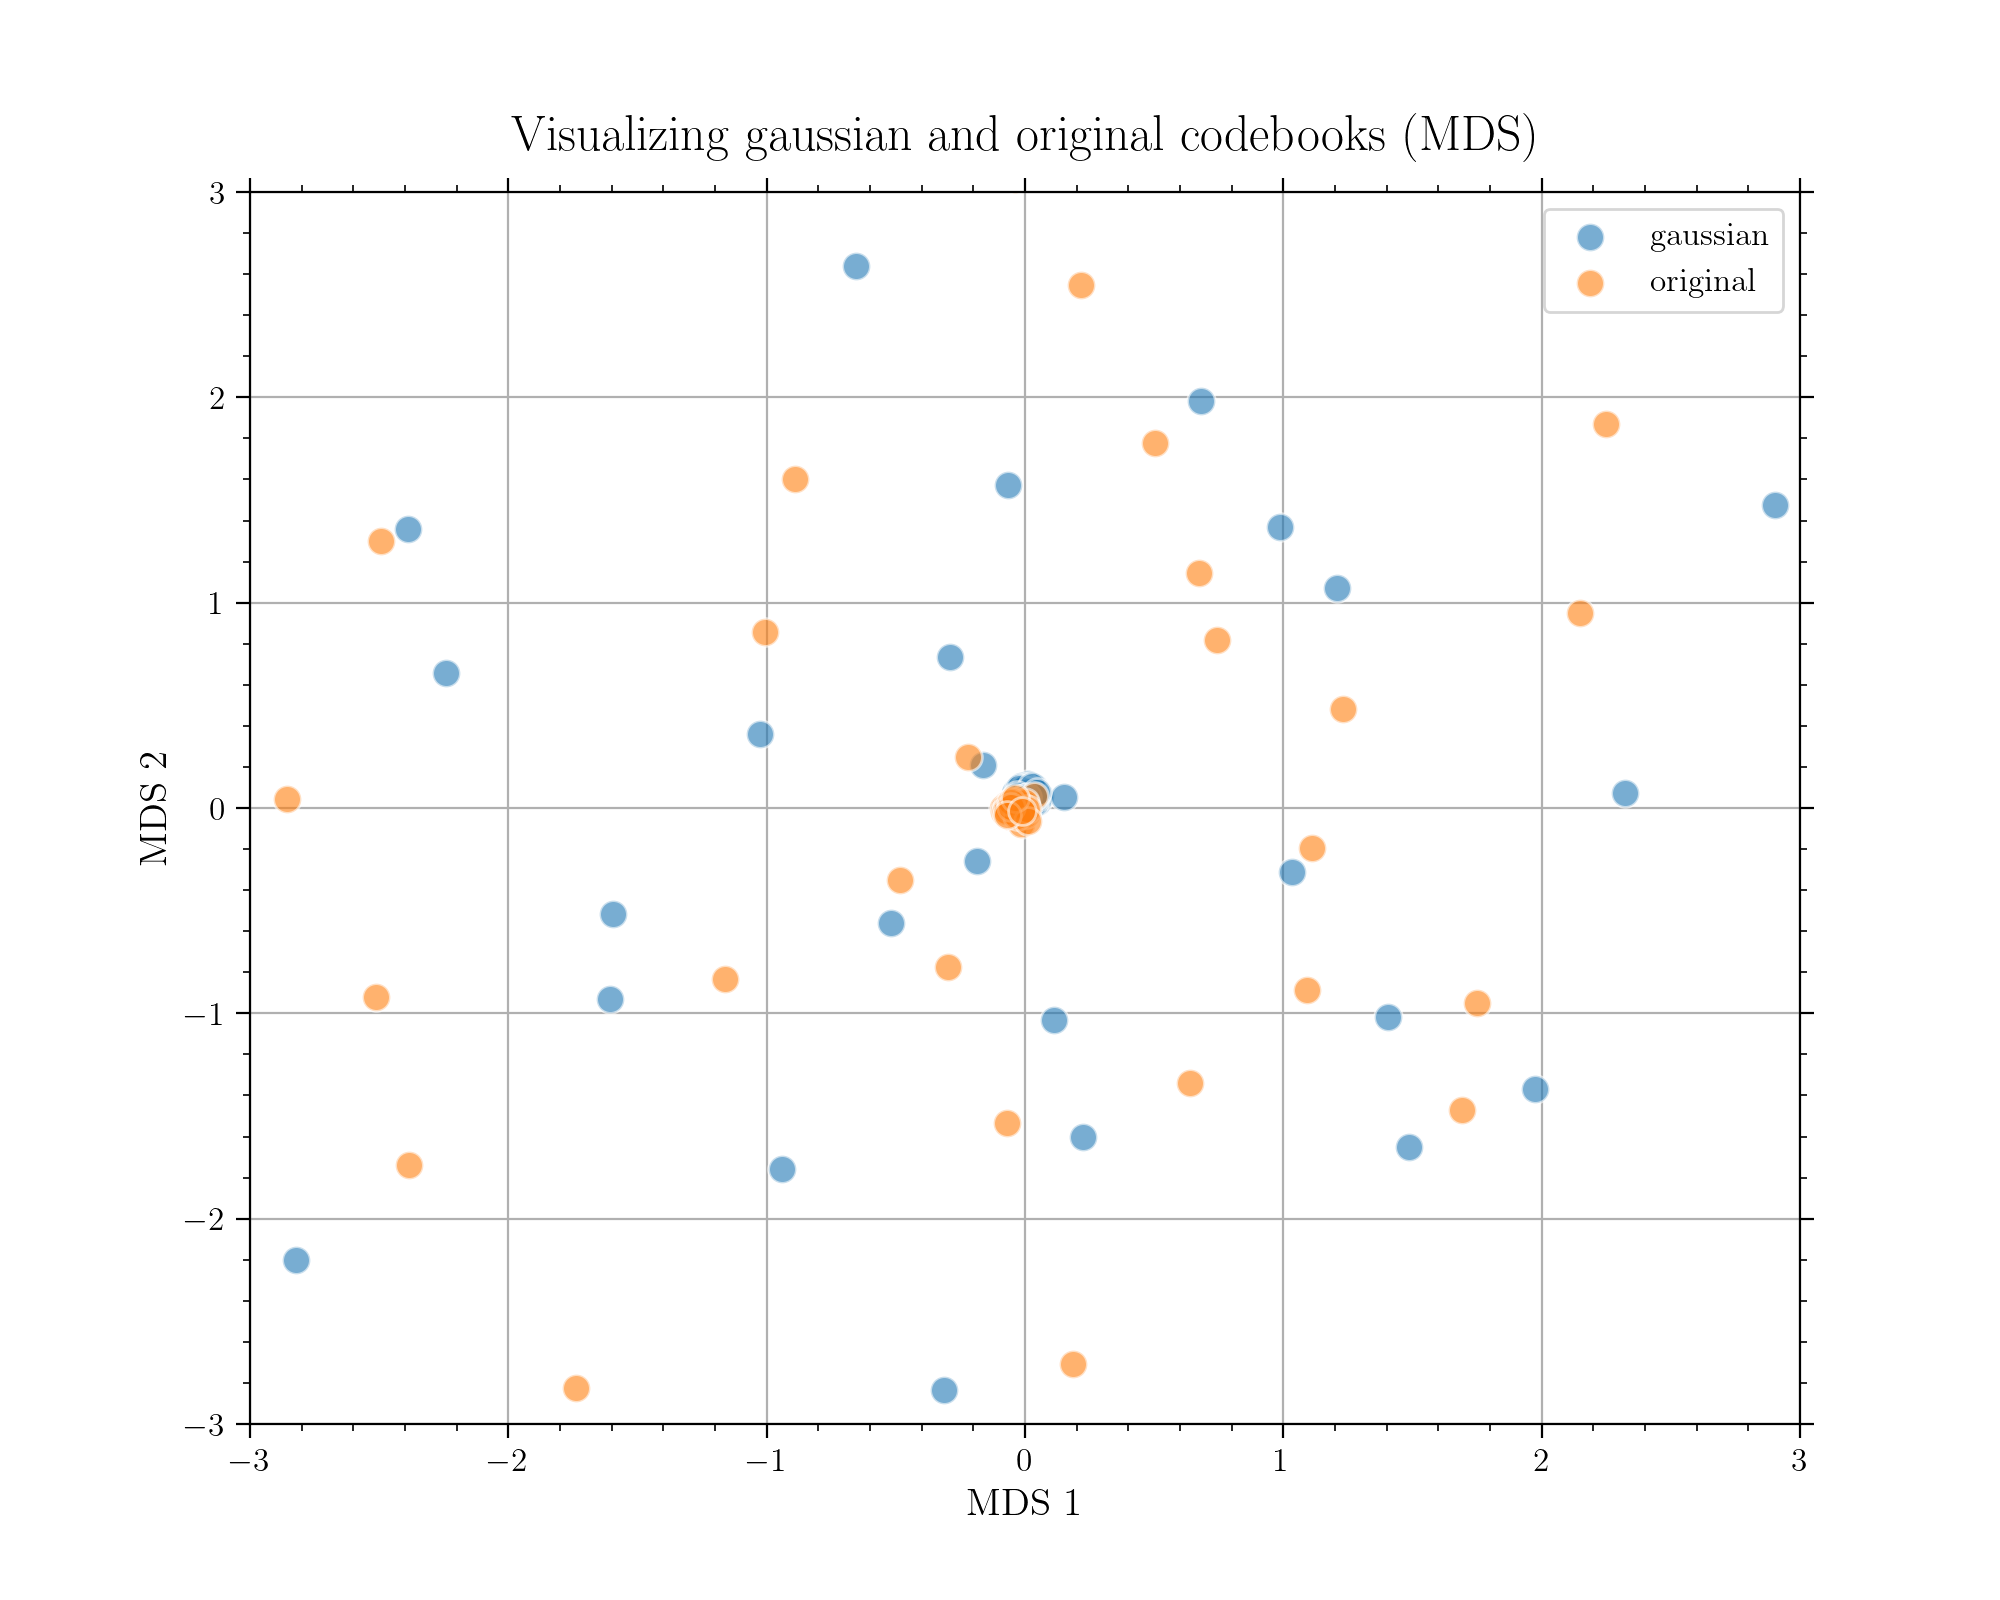 Visualizing gaussian and original codebooks (MDS)
gaussian
original
3
2
1
0
−1
−2
−3
MDS 2
−3
−2
−1
0
1
2
3
MDS 1